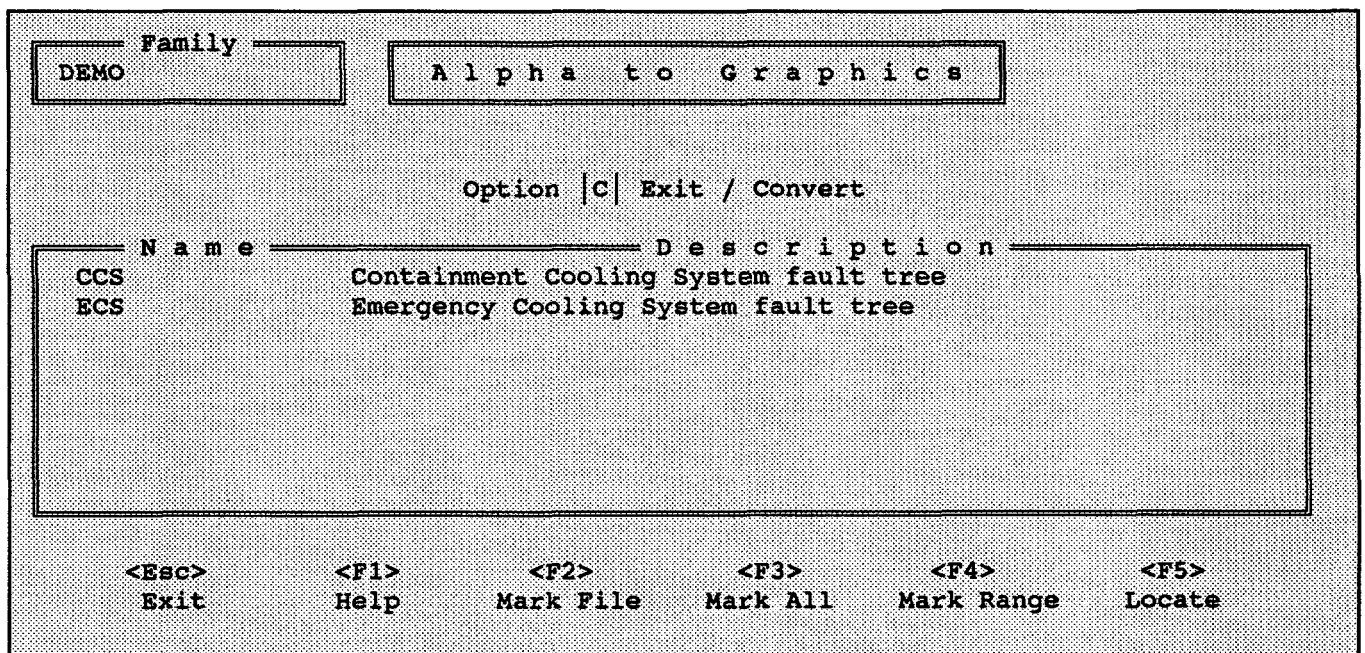 Family
DEMO
A l p h a   t o   G r a p h i c s
Option |C| Exit / Convert
N a m e   D e s c r i p t i o n
CCS   Containment Cooling System fault tree
ECS   Emergency Cooling System fault tree
<Esc>   <F1>   <F2>   <F3>   <F4>   <F5>
Exit   Help   Mark File   Mark All   Mark Range   Locate